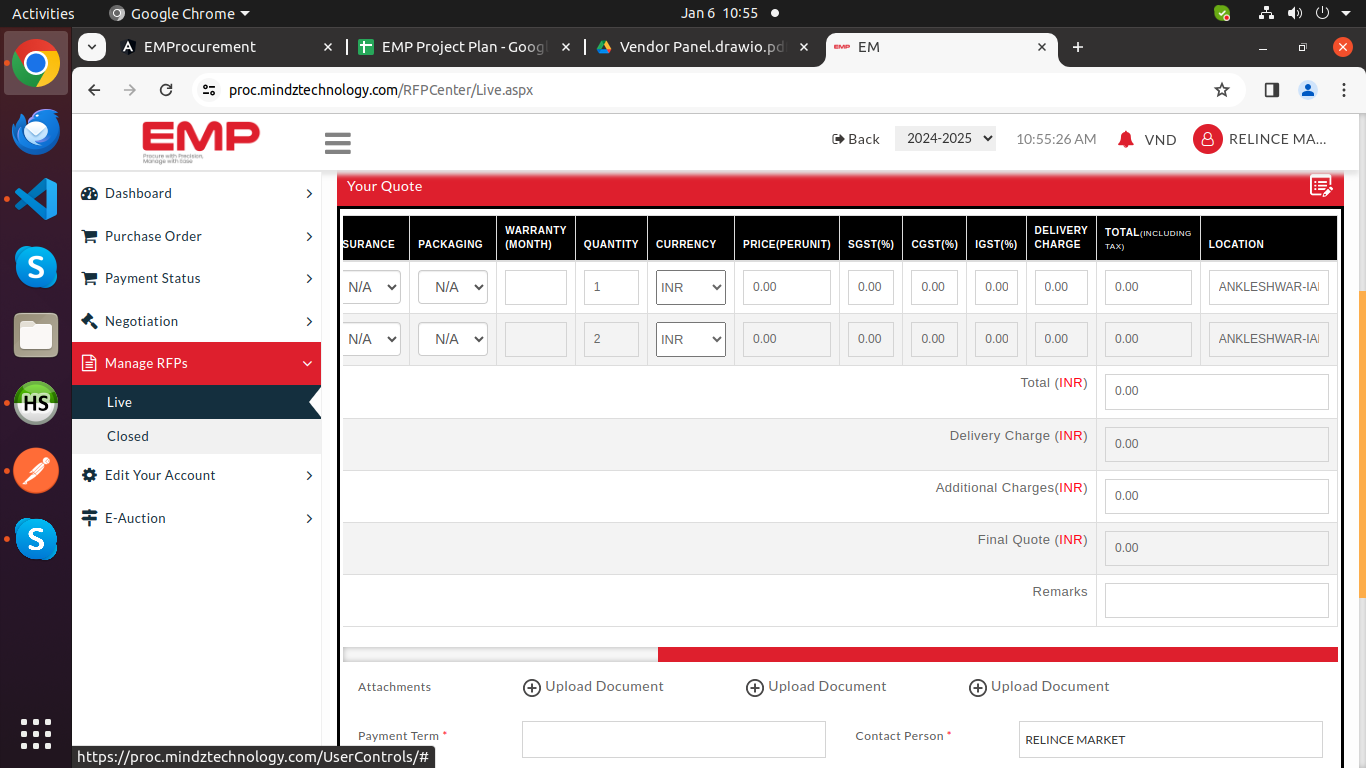 Activities
Google Chrome
Jan 6 10:55
EMProcurement
EMP Project Plan - Googl
Vendor Panel.drawio.pd
EM
proc.mindztechnology.com/RFPCenter/Live.aspx
EMP
Procure with Precision,
Manage with Ease
Back
2024-2025
10:55:26 AM
VND
RELINCE MA...
Dashboard
Purchase Order
Payment Status
Negotiation
Manage RFPs
Live
Closed
Edit Your Account
E-Auction
Your Quote
SURANCE PACKAGING WARRANTY (MONTH) QUANTITY CURRENCY PRICE(PERUNIT) SGST(%) CGST(%) IGST(%) DELIVERY CHARGE TOTAL(INCLUDING TAX) LOCATION
N/A N/A 1 INR 0.00 0.00 0.00 0.00 0.00 0.00 ANKLESHWAR-IAI
N/A N/A 2 INR 0.00 0.00 0.00 0.00 0.00 0.00 ANKLESHWAR-IAI
Total (INR) 0.00
Delivery Charge (INR) 0.00
Additional Charges(INR) 0.00
Final Quote (INR) 0.00
Remarks
Attachments Upload Document Upload Document Upload Document
Payment Term * Contact Person * RELINCE MARKET
https://proc.mindztechnology.com/UserControls/#
HS